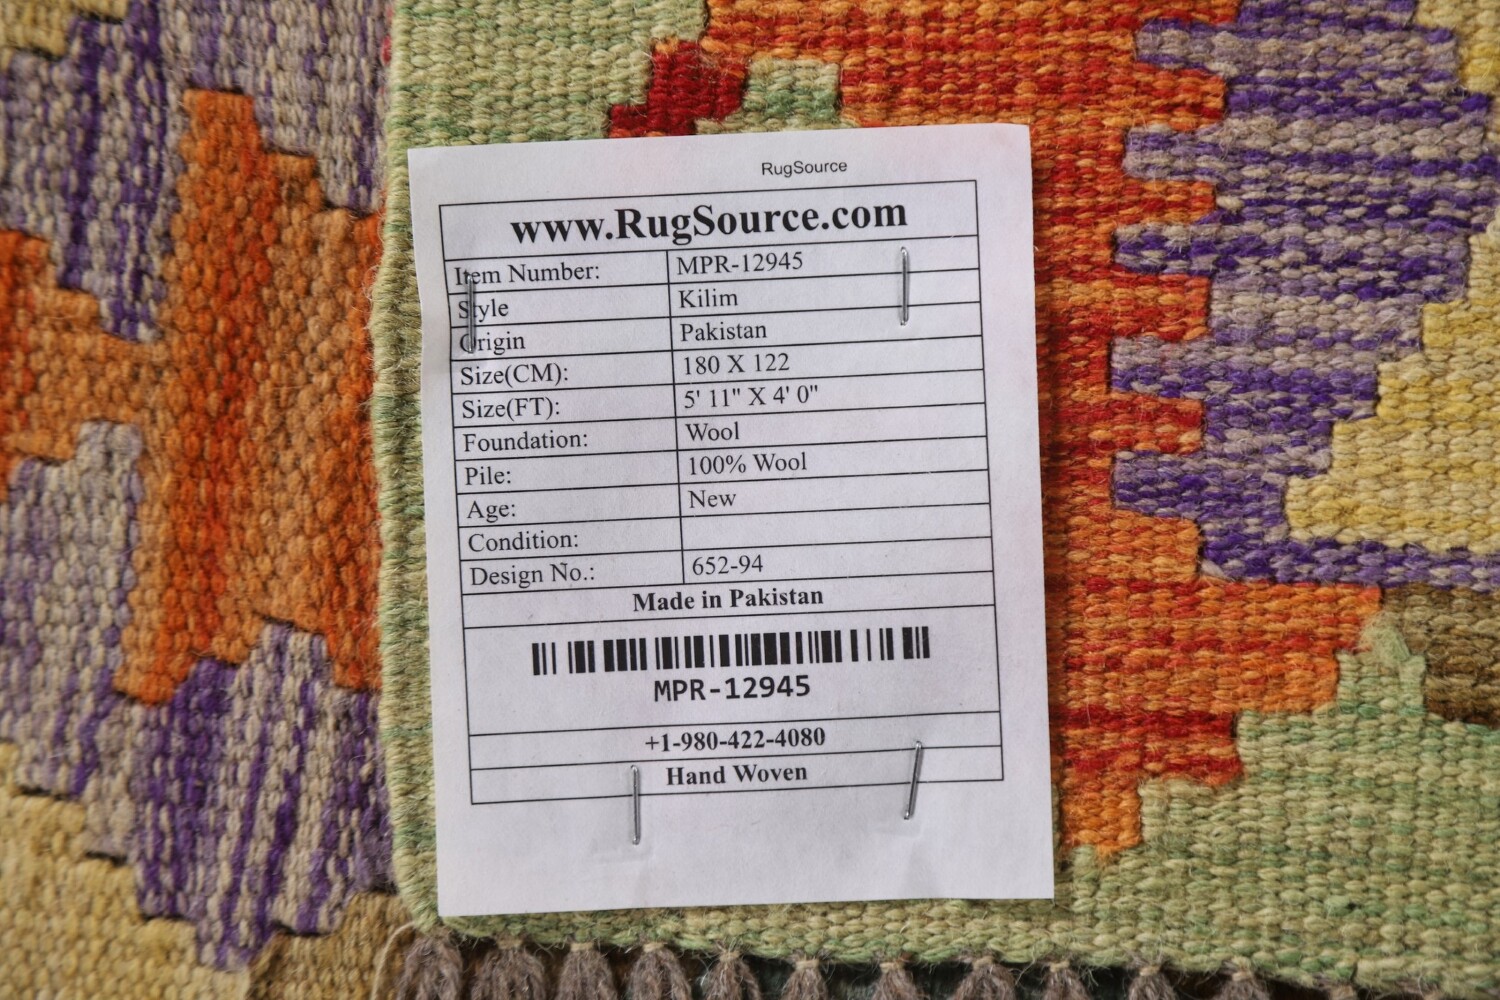 RugSource
www.RugSource.com
Item Number: MPR-12945
Style Kilim
Origin Pakistan
Size(CM): 180 X 122
Size(FT): 5' 11" X 4' 0"
Foundation: Wool
Pile: 100% Wool
Age: New
Condition:
Design No.: 652-94
Made in Pakistan
MPR-12945
+1-980-422-4080
Hand Woven